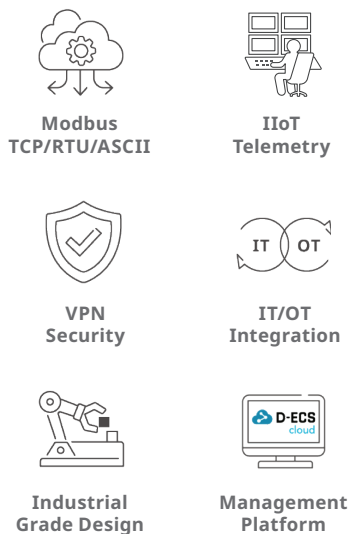 Modbus
TCP/RTU/ASCII
IIoT
Telemetry
VPN
Security
IT OT
IT/OT
Integration
D-ECS
cloud
Industrial
Grade Design
Management
Platform